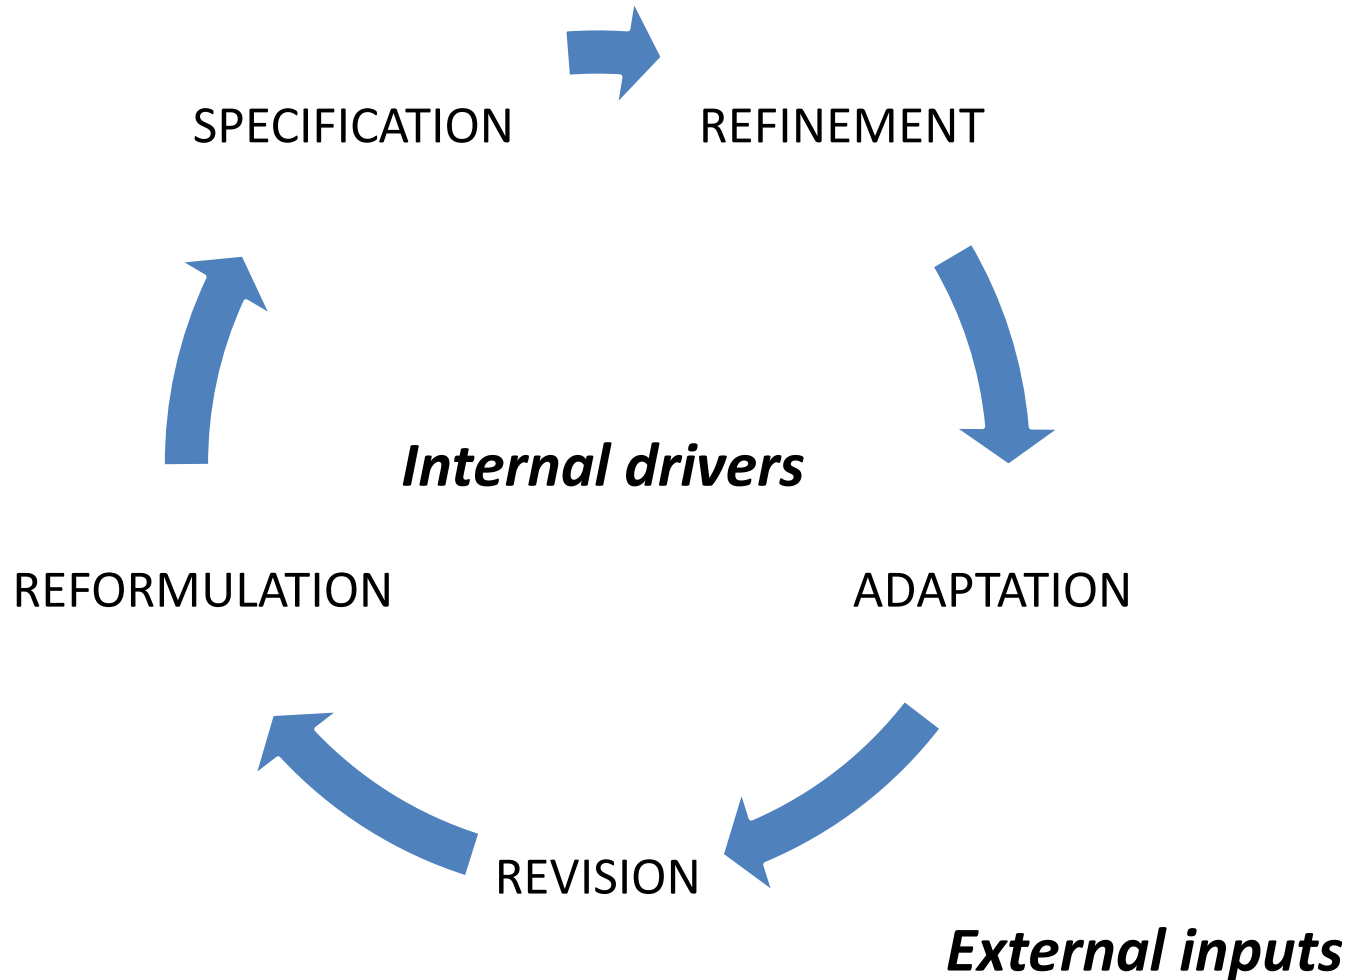 SPECIFICATION
REFINEMENT
Internal drivers
REFORMULATION
ADAPTATION
REVISION
External inputs